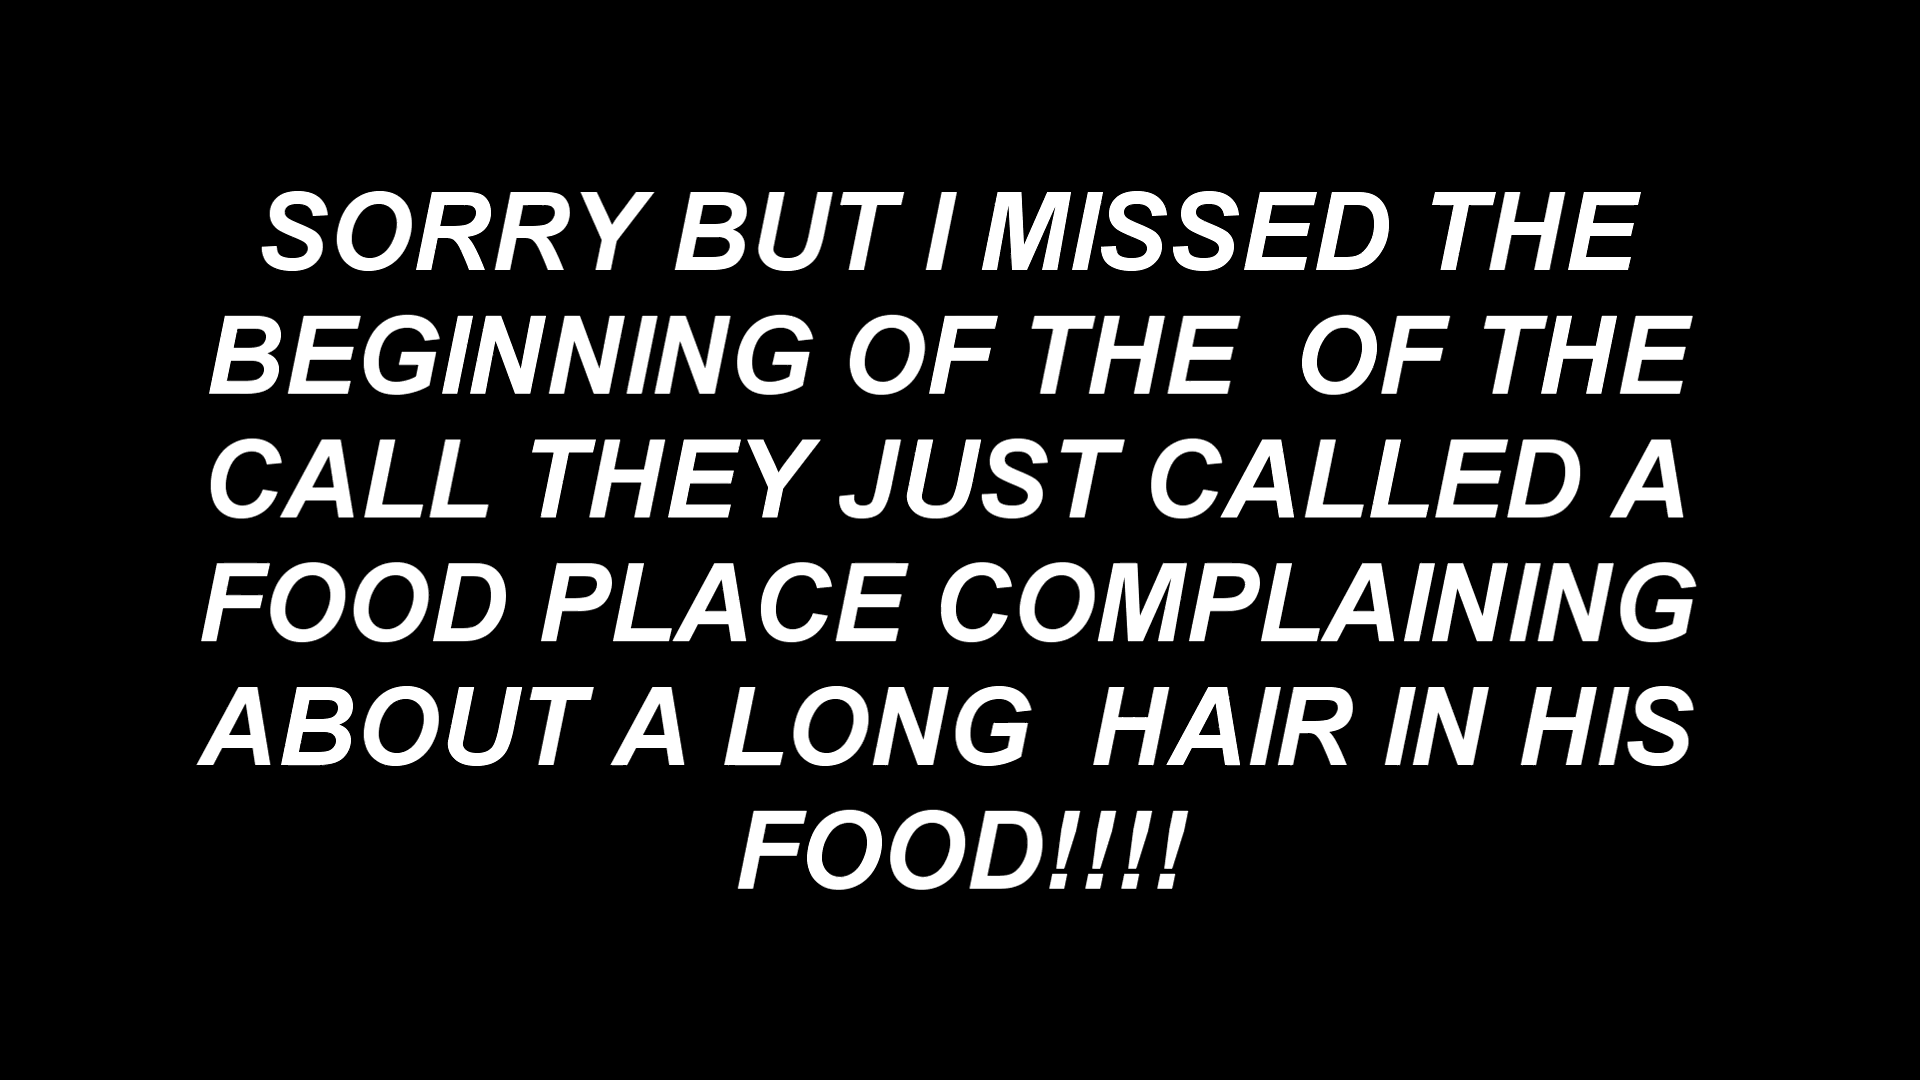 SORRY BUT I MISSED THE
BEGINNING OF THE  OF THE
CALL THEY JUST CALLED A
FOOD PLACE COMPLAINING
ABOUT A LONG  HAIR IN HIS
FOOD!!!!